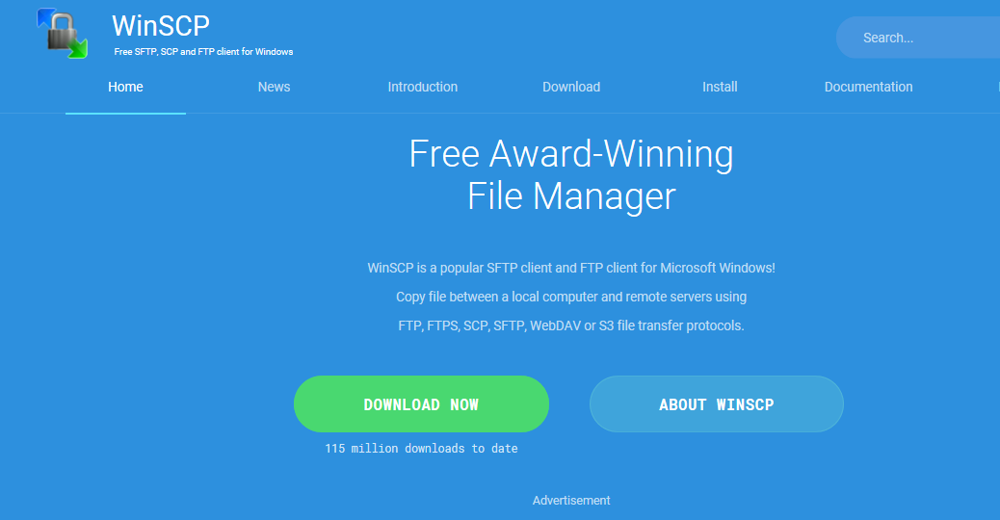 WinSCP
Free SFTP, SCP and FTP client for Windows
Search...
Home News Introduction Download Install Documentation
Free Award-Winning
File Manager
WinSCP is a popular SFTP client and FTP client for Microsoft Windows!
Copy file between a local computer and remote servers using
FTP, FTPS, SCP, SFTP, WebDAV or S3 file transfer protocols.
DOWNLOAD NOW ABOUT WINSCP
115 million downloads to date
Advertisement